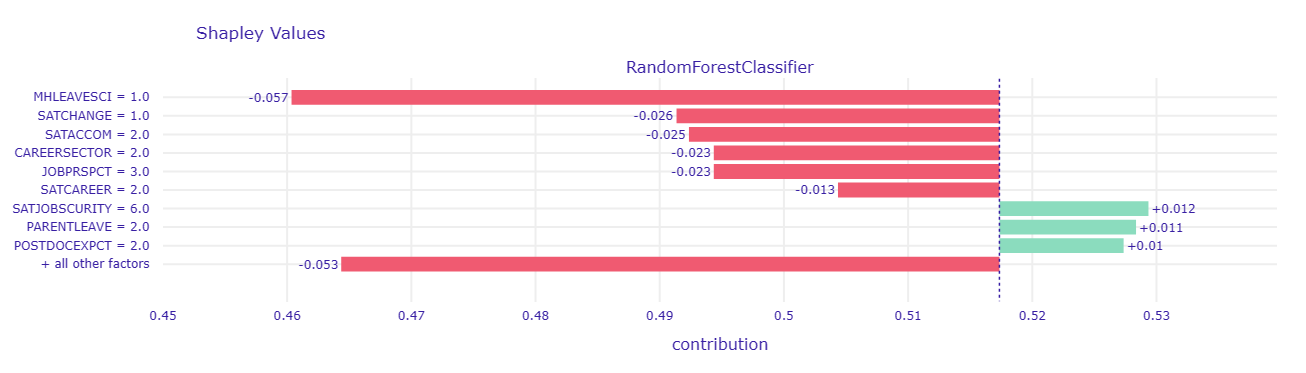 Shapley Values
RandomForestClassifier
MHLEAVESCI = 1.0 -0.057
SATCHANGE = 1.0 -0.026
SATACCOM = 2.0 -0.025
CAREERSECTOR = 2.0 -0.023
JOBPRSPCT = 3.0 -0.023
SATCAREER = 2.0 -0.013
SATJOBSCURITY = 6.0 +0.012
PARENTLEAVE = 2.0 +0.011
POSTDOCEXPCT = 2.0 +0.01
+ all other factors -0.053
0.45 0.46 0.47 0.48 0.49 0.5 0.51 0.52 0.53
contribution